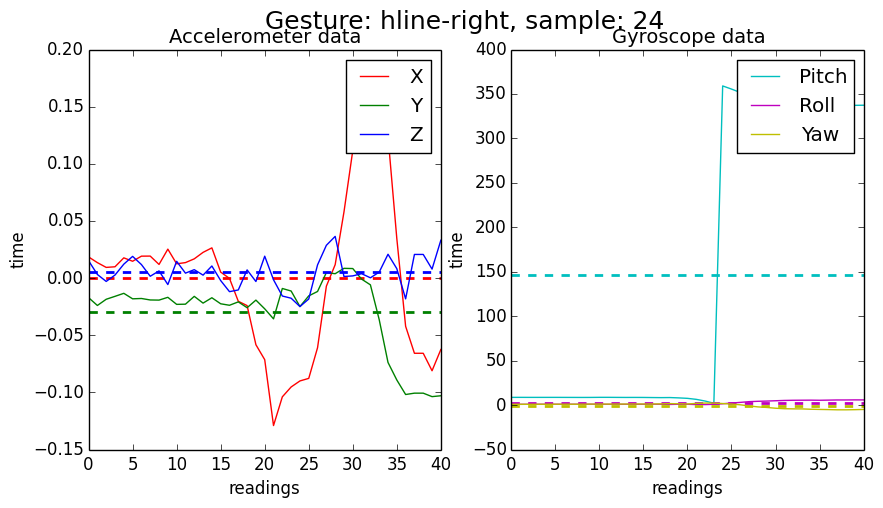 Gesture: hline-right, sample: 24
Accelerometer data
0.20
0.15
0.10
0.05
0.00
−0.05
−0.10
−0.15
time
0 5 10 15 20 25 30 35 40
readings
X
Y
Z
Gyroscope data
400
350
300
250
200
150
100
50
0
−50
time
0 5 10 15 20 25 30 35 40
readings
Pitch
Roll
Yaw